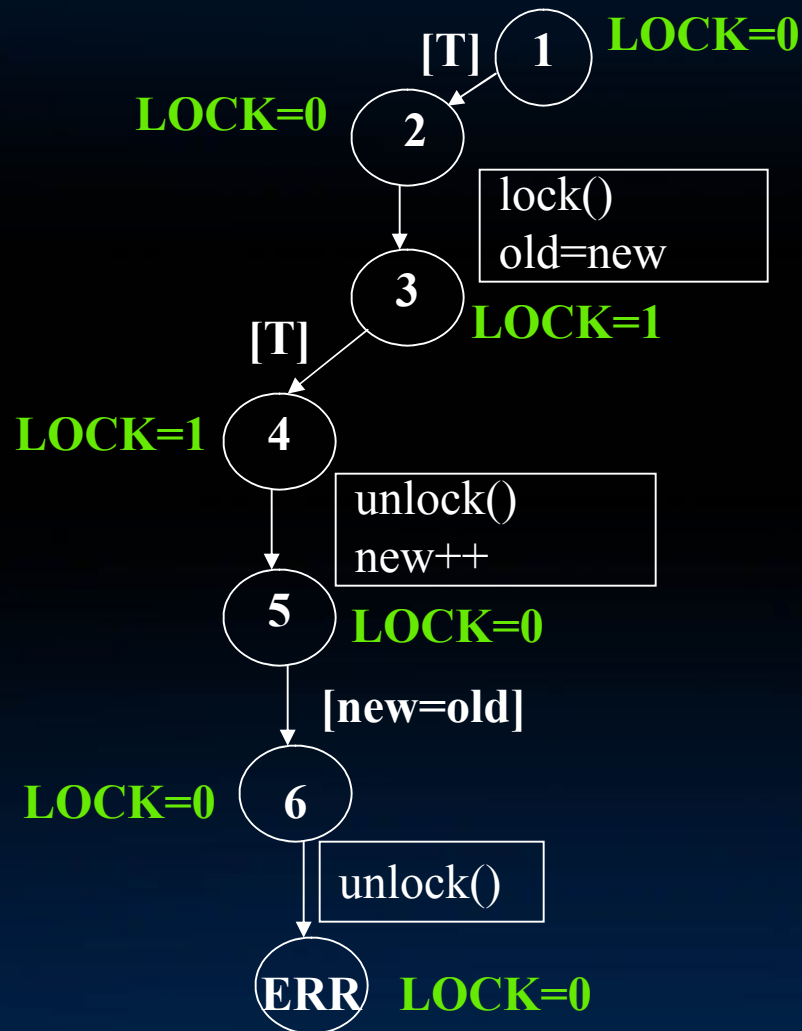 1
LOCK=0
[T]
LOCK=0
2
lock()
old=new
3
LOCK=1
[T]
LOCK=1
4
unlock()
new++
5
LOCK=0
[new=old]
LOCK=0
6
unlock()
ERR
LOCK=0